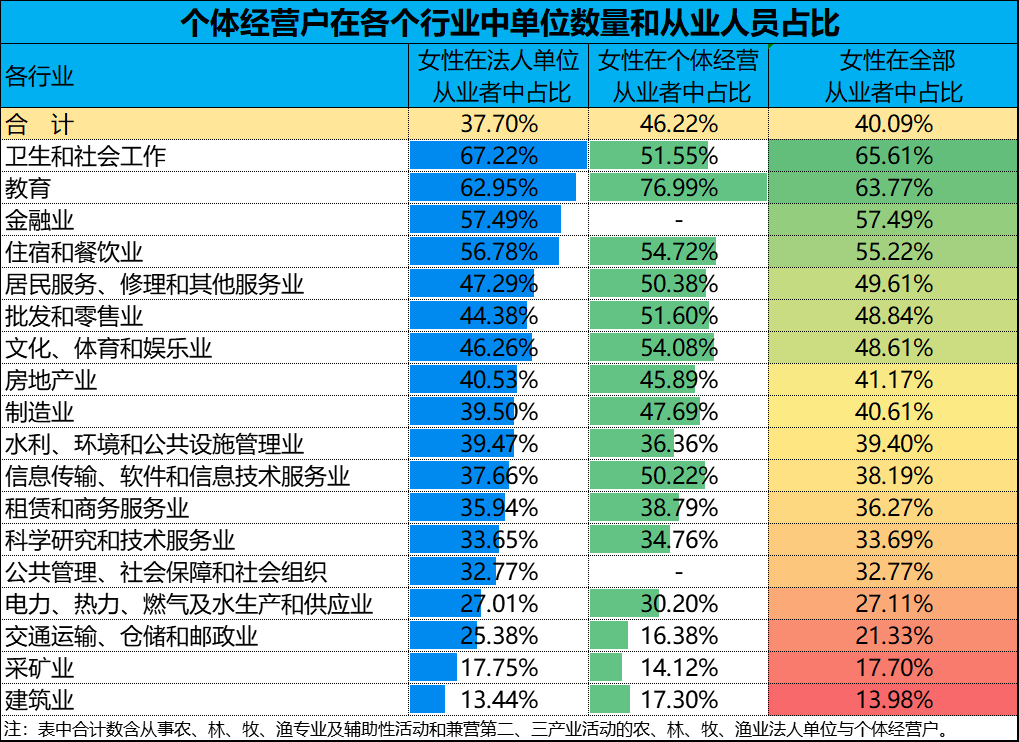 个体经营户在各个行业中单位数量和从业人员占比
各行业 女性在法人单位从业者中占比 女性在个体经营从业者中占比 女性在全部从业者中占比
合 计 37.70% 46.22% 40.09%
卫生和社会工作 67.22% 51.55% 65.61%
教育 62.95% 76.99% 63.77%
金融业 57.49% - 57.49%
住宿和餐饮业 56.78% 54.72% 55.22%
居民服务、修理和其他服务业 47.29% 50.38% 49.61%
批发和零售业 44.38% 51.60% 48.84%
文化、体育和娱乐业 46.26% 54.08% 48.61%
房地产业 40.53% 45.89% 41.17%
制造业 39.50% 47.69% 40.61%
水利、环境和公共设施管理业 39.47% 36.36% 39.40%
信息传输、软件和信息技术服务业 37.66% 50.22% 38.19%
租赁和商务服务业 35.94% 38.79% 36.27%
科学研究和技术服务业 33.65% 34.76% 33.69%
公共管理、社会保障和社会组织 32.77% - 32.77%
电力、热力、燃气及水生产和供应业 27.01% 30.20% 27.11%
交通运输、仓储和邮政业 25.38% 16.38% 21.33%
采矿业 17.75% 14.12% 17.70%
建筑业 13.44% 17.30% 13.98%
注：表中合计数含从事农、林、牧、渔专业及辅助性活动和兼营第二、三产业活动的农、林、牧、渔业法人单位与个体经营户。